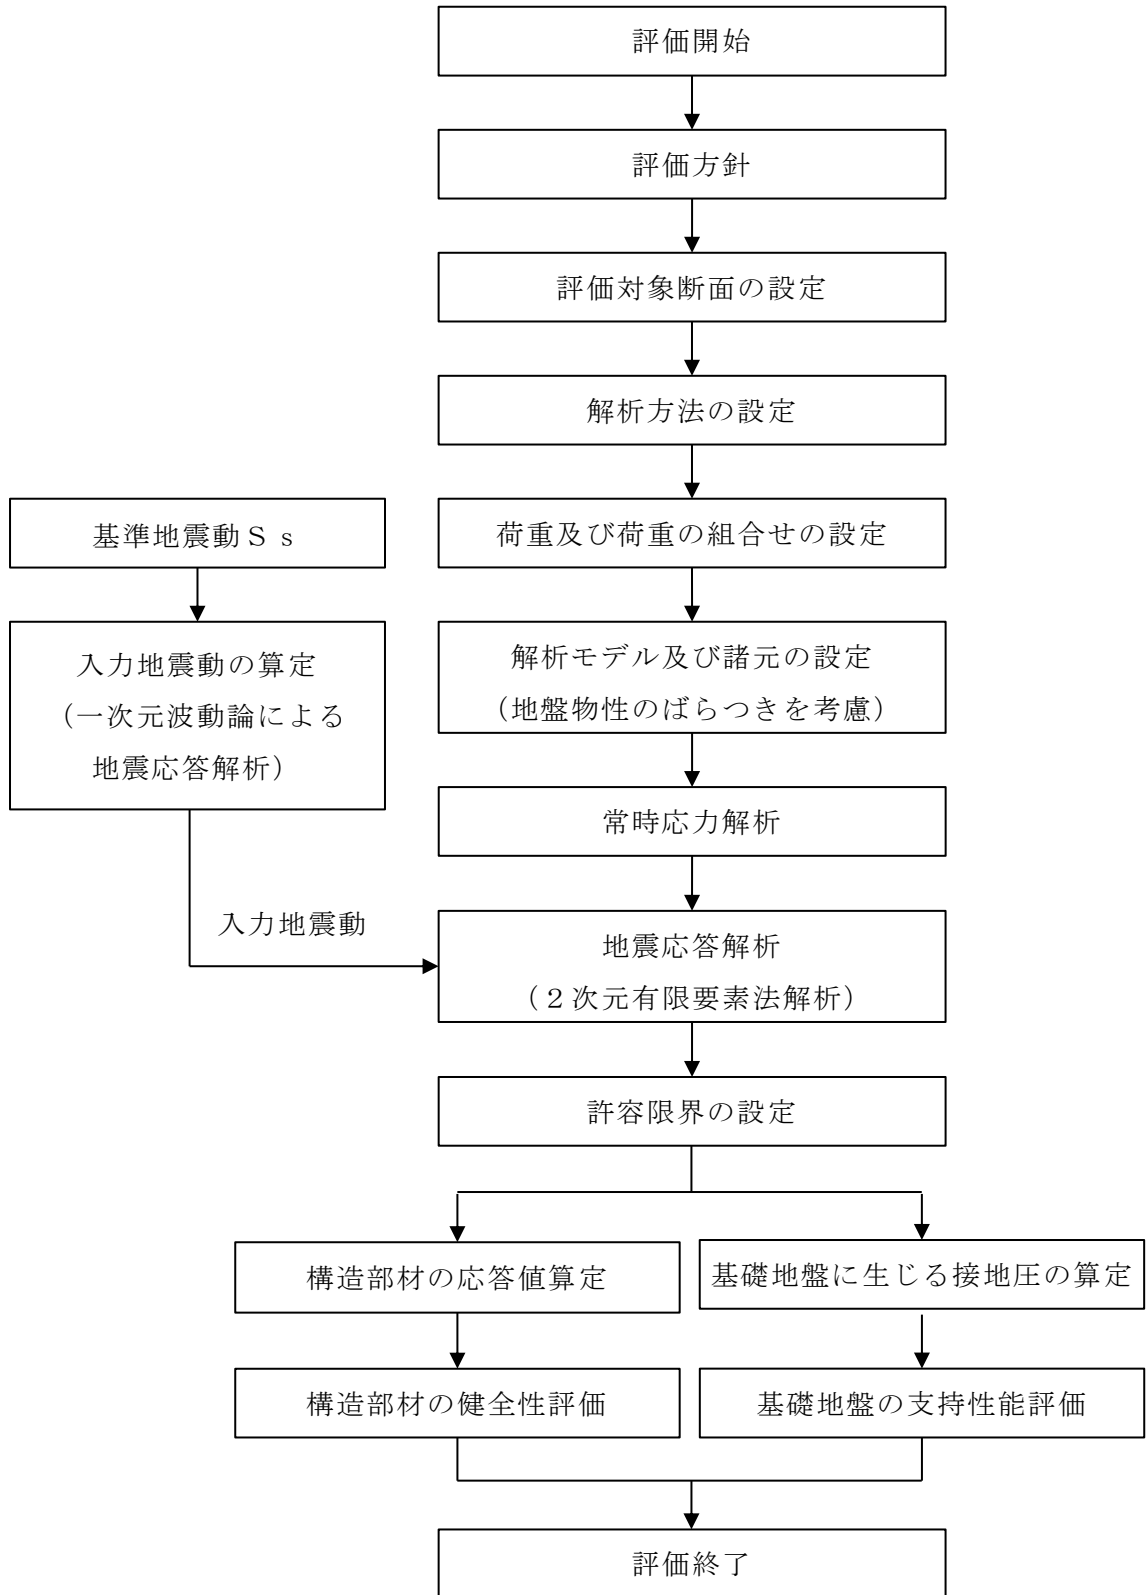 評価開始
評価方針
評価対象断面の設定
解析方法の設定
基準地震動Ｓｓ
荷重及び荷重の組合せの設定
入力地震動の算定
（一次元波動論による
地震応答解析）
解析モデル及び諸元の設定
（地盤物性のばらつきを考慮）
常時応力解析
入力地震動
地震応答解析
（２次元有限要素法解析）
許容限界の設定
構造部材の応答値算定
基礎地盤に生じる接地圧の算定
構造部材の健全性評価
基礎地盤の支持性能評価
評価終了